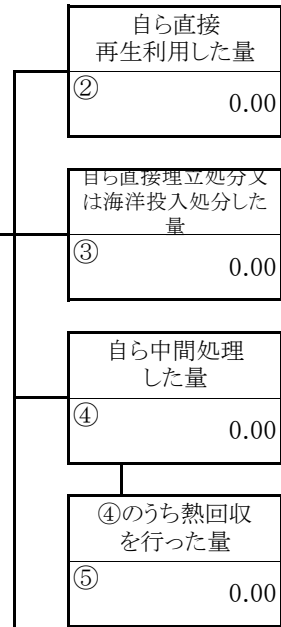 自ら直接
再生利用した量
②
0.00
自ら直接埋立処分又
は海洋投入処分した
量
③
0.00
自ら中間処理
した量
④
0.00
④のうち熱回収
を行った量
⑤
0.00